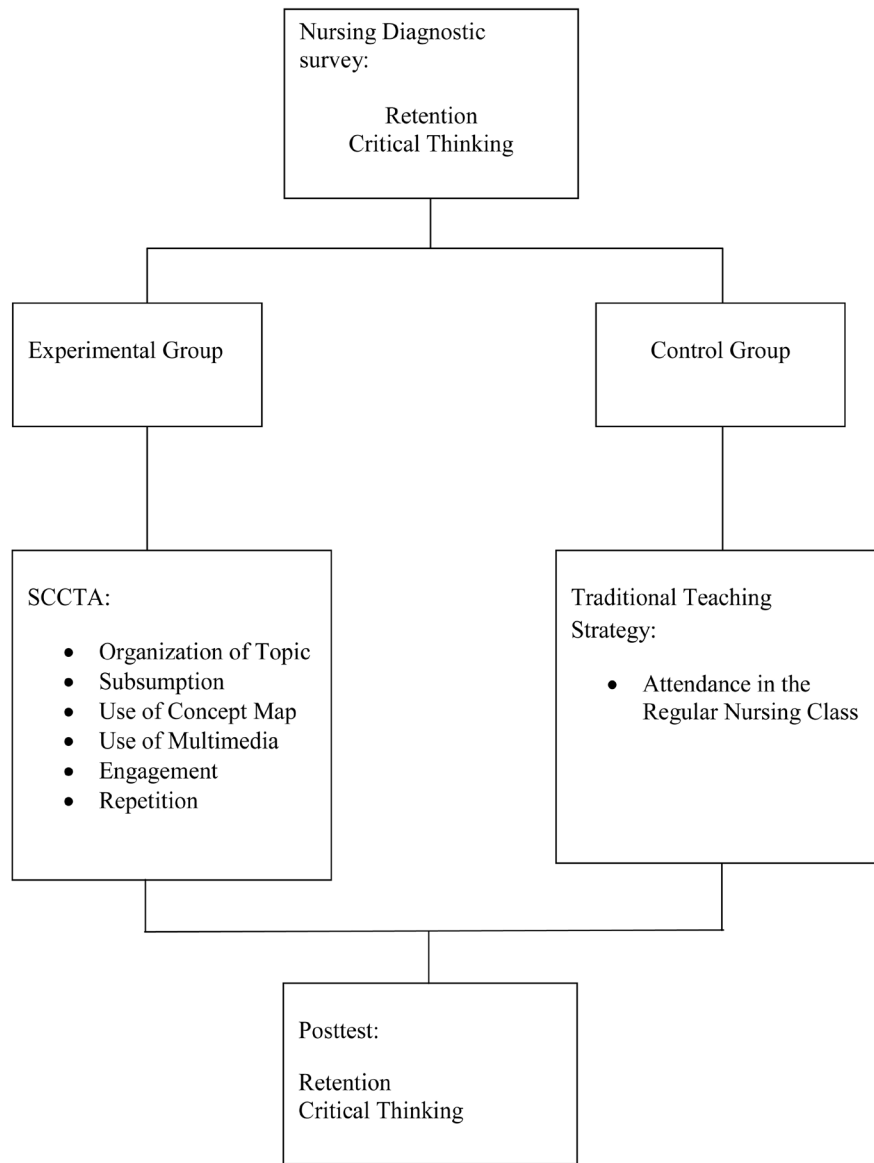 Nursing Diagnostic
survey:
Retention
Critical Thinking
Experimental Group
Control Group
SCCTA:
• Organization of Topic
• Subsumption
• Use of Concept Map
• Use of Multimedia
• Engagement
• Repetition
Traditional Teaching
Strategy:
• Attendance in the
Regular Nursing Class
Posttest:
Retention
Critical Thinking